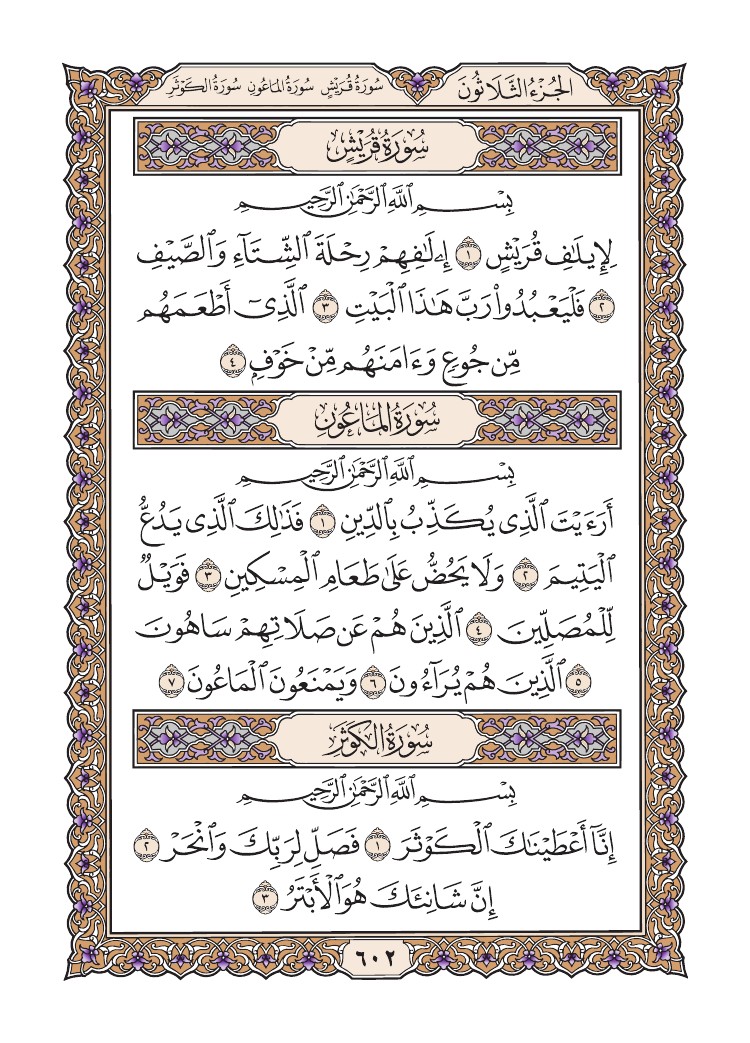 الجُزْءُ الثَّلَاثُونَ سُورَةُ قُرَيْشٍ سُورَةُ المَاعُونِ سُورَةُ الكَوْثَرِ
سُورَةُ قُرَيْشٍ
بِسْمِ ٱللَّهِ ٱلرَّحْمَٰنِ ٱلرَّحِيمِ
لِإِيلَٰفِ قُرَيْشٍ ١ إِۦلَٰفِهِمْ رِحْلَةَ ٱلشِّتَآءِ وَٱلصَّيْفِ
٢ فَلْيَعْبُدُوا۟ رَبَّ هَٰذَا ٱلْبَيْتِ ٣ ٱلَّذِىٓ أَطْعَمَهُم
مِّن جُوعٍ وَءَامَنَهُم مِّنْ خَوْفٍ ٤
سُورَةُ المَاعُونِ
بِسْمِ ٱللَّهِ ٱلرَّحْمَٰنِ ٱلرَّحِيمِ
أَرَءَيْتَ ٱلَّذِى يُكَذِّبُ بِٱلدِّينِ ١ فَذَٰلِكَ ٱلَّذِى يَدُعُّ
ٱلْيَتِيمَ ٢ وَلَا يَحُضُّ عَلَىٰ طَعَامِ ٱلْمِسْكِينِ ٣ فَوَيْلٌ
لِّلْمُصَلِّينَ ٤ ٱلَّذِينَ هُمْ عَن صَلَاتِهِمْ سَاهُونَ
٥ ٱلَّذِينَ هُمْ يُرَآءُونَ ٦ وَيَمْنَعُونَ ٱلْمَاعُونَ ٧
سُورَةُ الكَوْثَرِ
بِسْمِ ٱللَّهِ ٱلرَّحْمَٰنِ ٱلرَّحِيمِ
إِنَّآ أَعْطَيْنَٰكَ ٱلْكَوْثَرَ ١ فَصَلِّ لِرَبِّكَ وَٱنْحَرْ ٢
إِنَّ شَانِئَكَ هُوَ ٱلْأَبْتَرُ ٣
٦٠٢